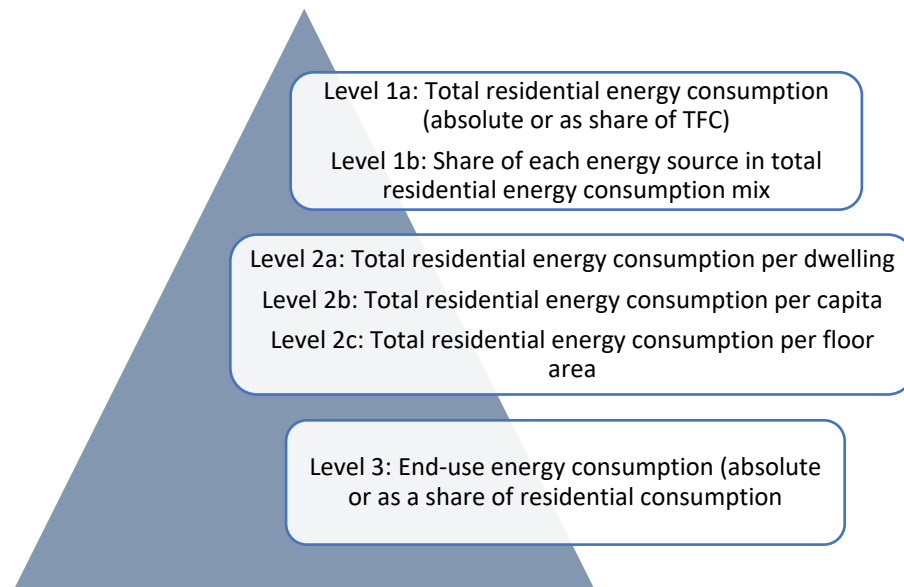 Level 1a: Total residential energy consumption
(absolute or as share of TFC)
Level 1b: Share of each energy source in total
residential energy consumption mix
Level 2a: Total residential energy consumption per dwelling
Level 2b: Total residential energy consumption per capita
Level 2c: Total residential energy consumption per floor
area
Level 3: End-use energy consumption (absolute
or as a share of residential consumption